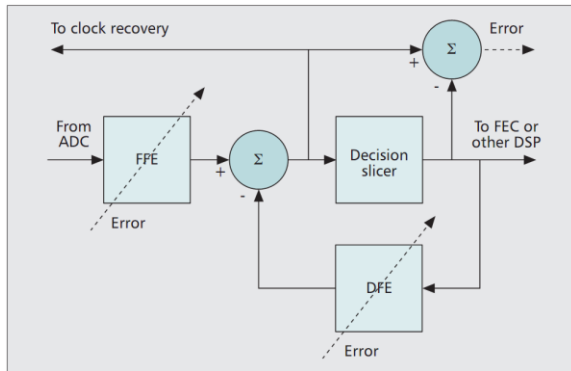 To clock recovery
Error
Σ
+
-
From
ADC
FFE
Error
+
-
Σ
Decision
slicer
To FEC or
other DSP
DFE
Error